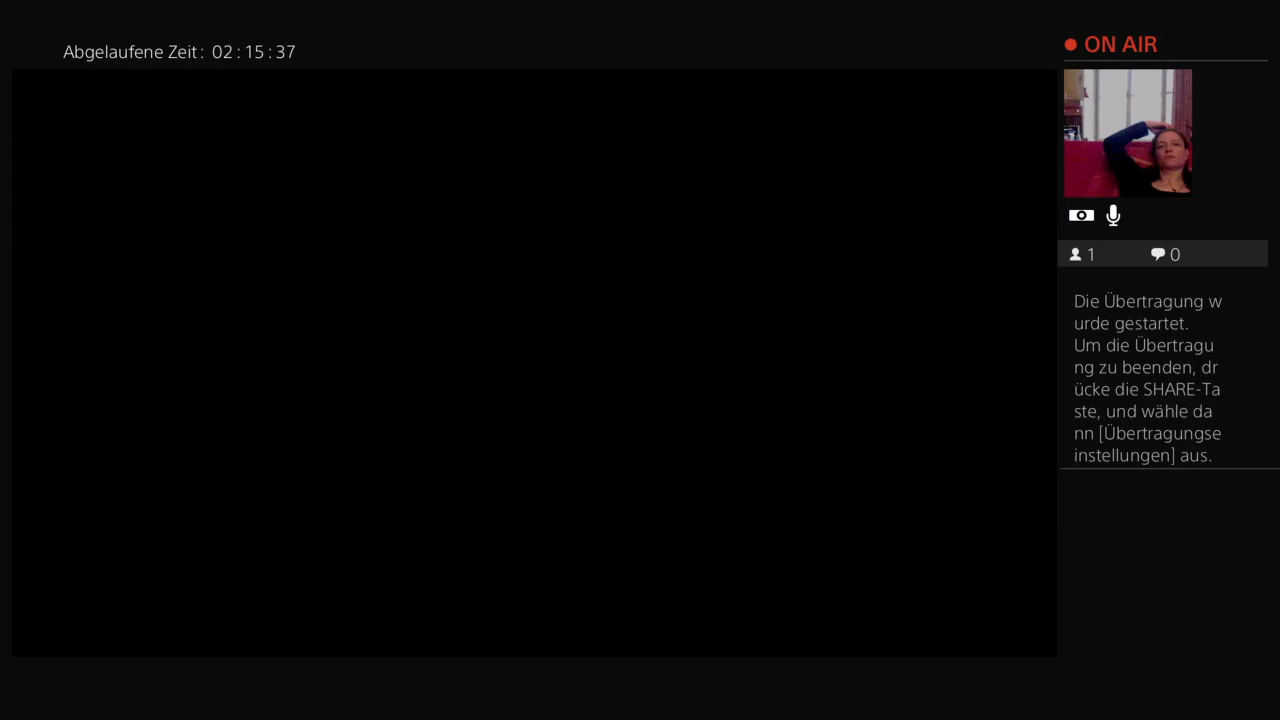 Abgelaufene Zeit: 02:15:37
ON AIR
1 0
Die Übertragung w
urde gestartet.
Um die Übertragu
ng zu beenden, dr
ücke die SHARE-Ta
ste, und wähle da
nn [Übertragungse
instellungen] aus.